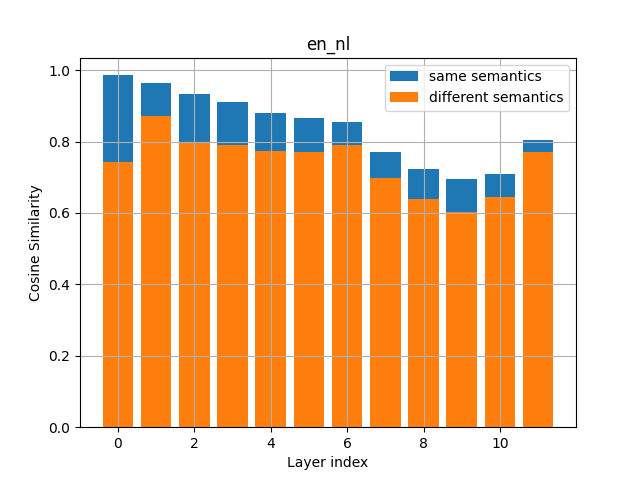 en_nl
same semantics
different semantics
Cosine Similarity
1.0
0.8
0.6
0.4
0.2
0.0
0 2 4 6 8 10
Layer index